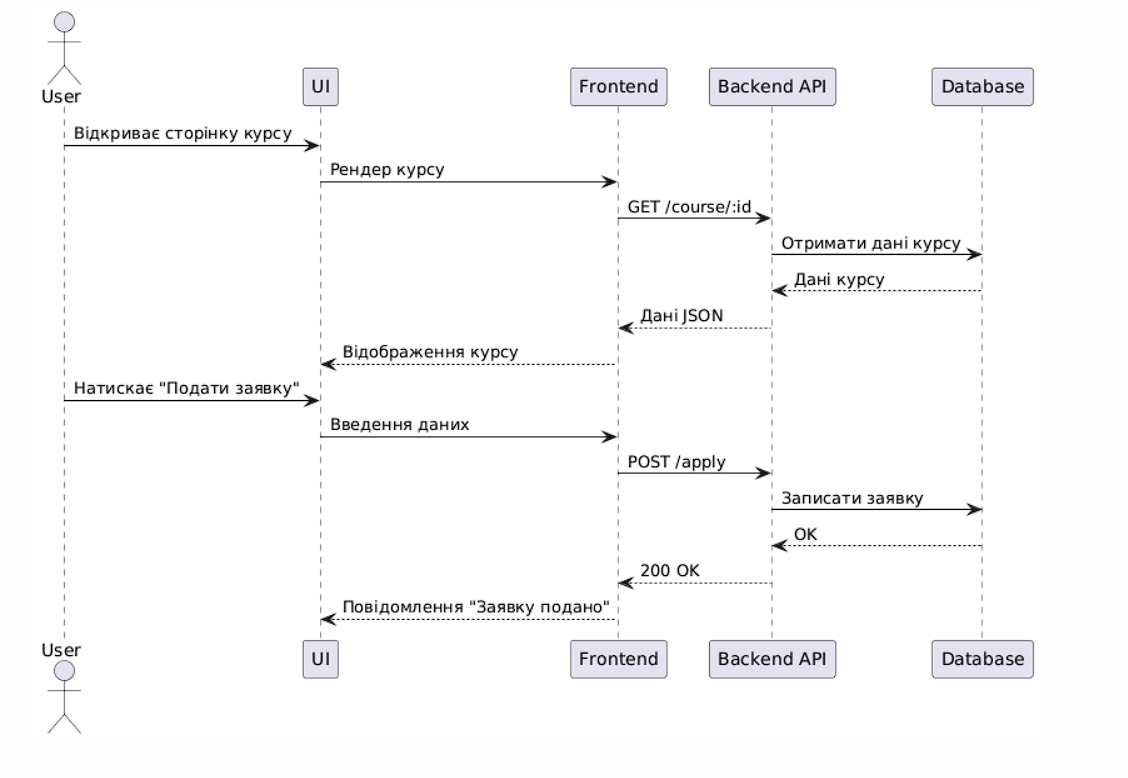 User
UI
Frontend
Backend API
Database
Відкриває сторінку курсу
Рендер курсу
GET /course/:id
Отримати дані курсу
Дані курсу
Дані JSON
Відображення курсу
Натискає "Подати заявку"
Введення даних
POST /apply
Записати заявку
OK
200 OK
Повідомлення "Заявку подано"
User
UI
Frontend
Backend API
Database